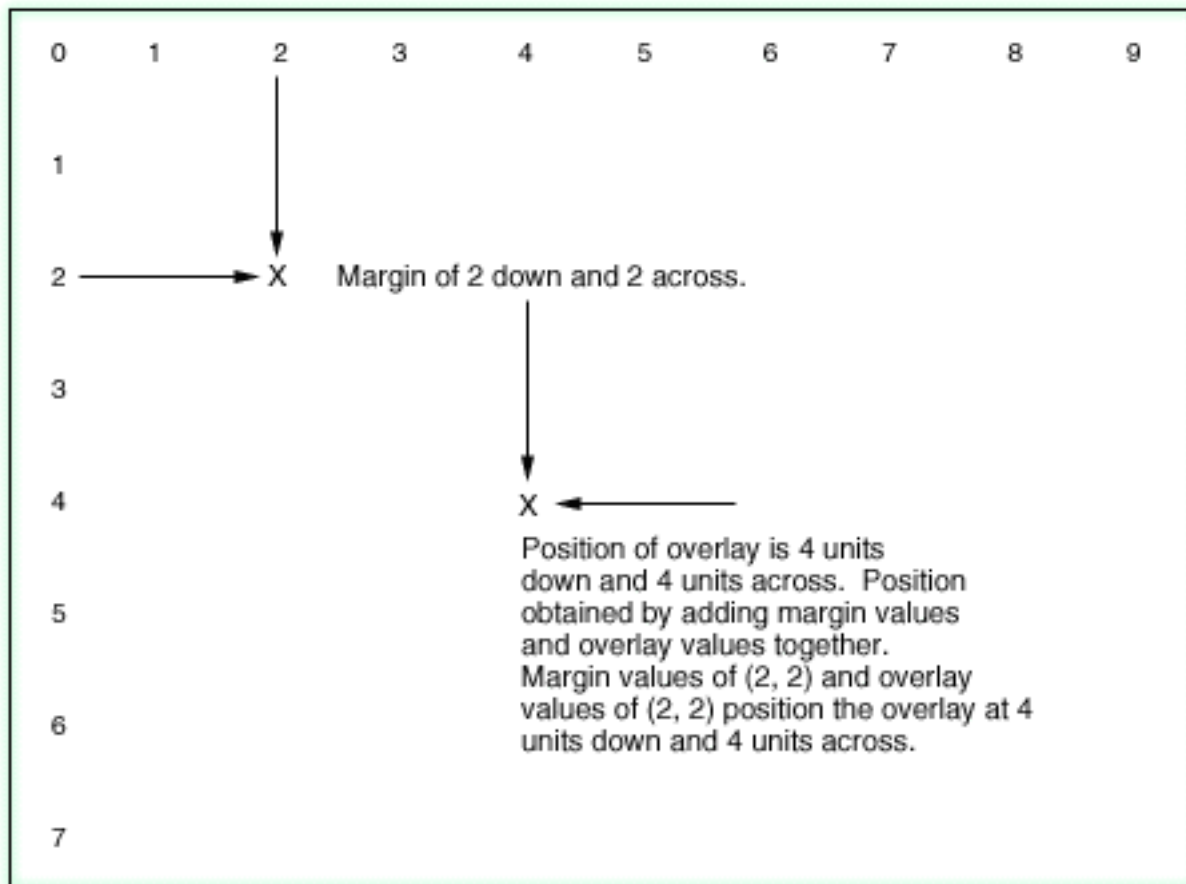 0 1 2 3 4 5 6 7 8 9
1
2 X Margin of 2 down and 2 across.
3
4 X
Position of overlay is 4 units
down and 4 units across. Position
5 obtained by adding margin values
and overlay values together.
Margin values of (2, 2) and overlay
6 values of (2, 2) position the overlay at 4
units down and 4 units across.
7